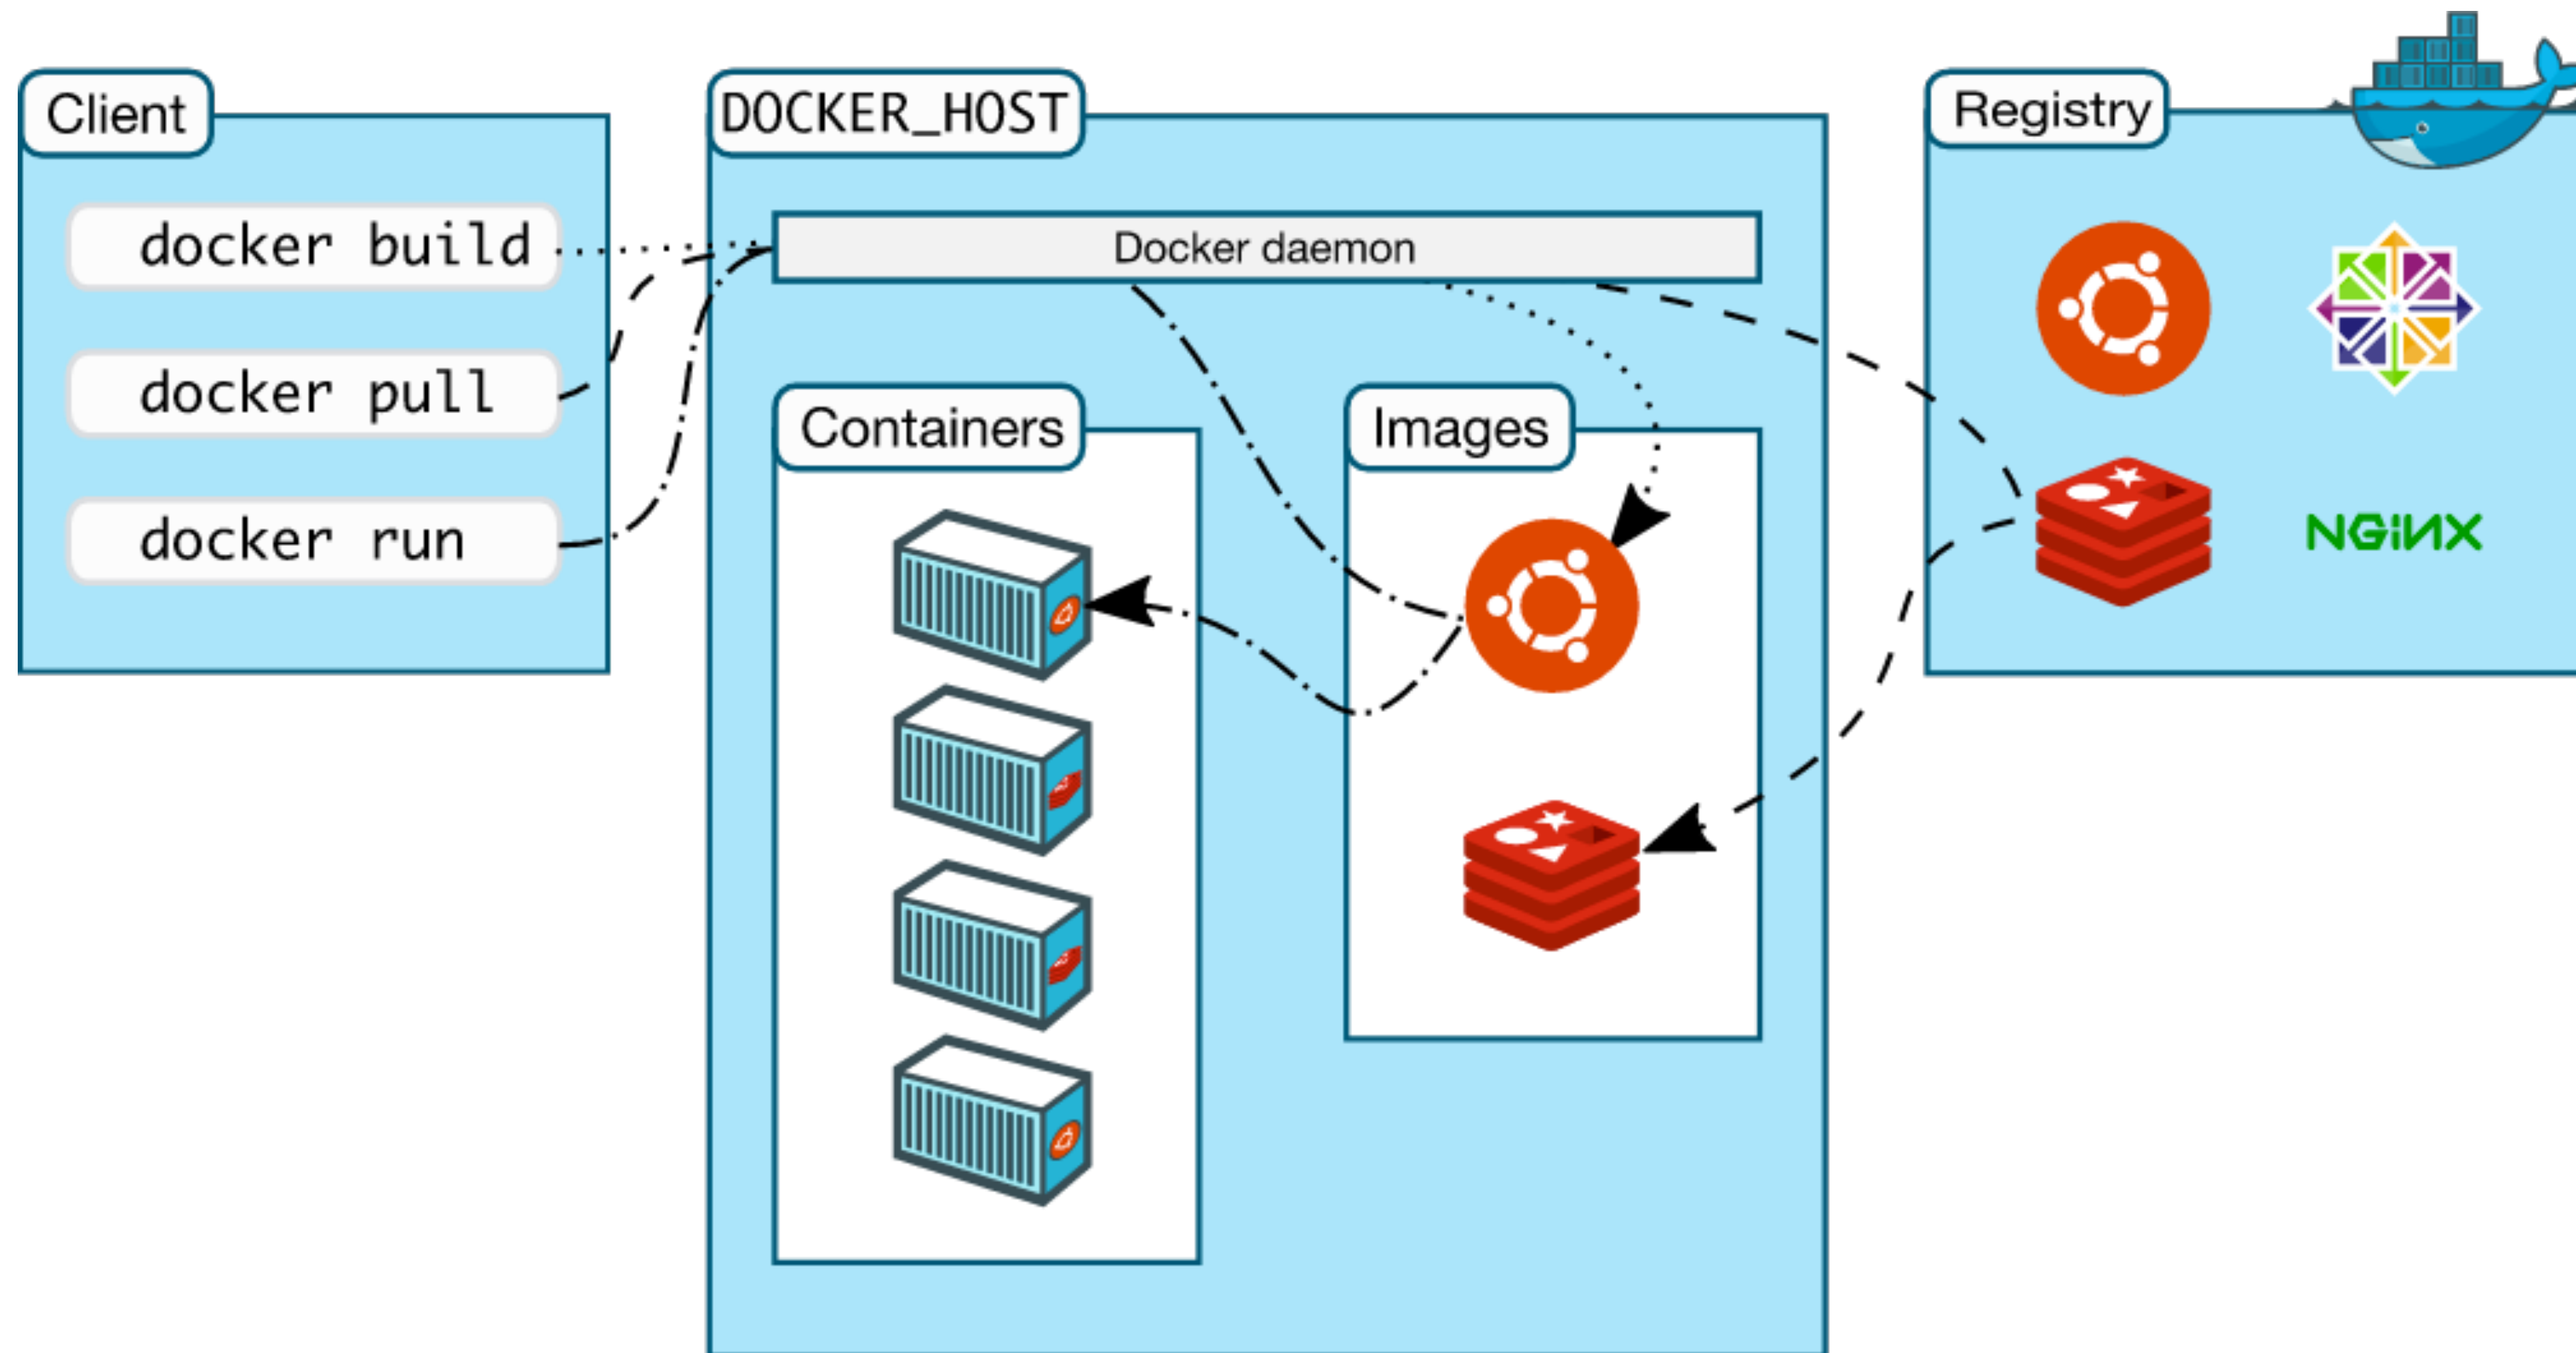 Client
docker build
docker pull
docker run
DOCKER_HOST
Docker daemon
Containers
Images
Registry
NGiNX